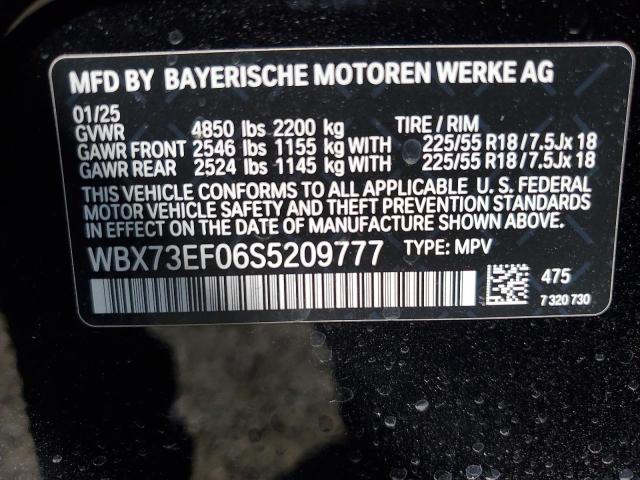 MFD BY BAYERISCHE MOTOREN WERKE AG
01/25
GVWR 4850 lbs 2200 kg TIRE / RIM
GAWR FRONT 2546 lbs 1155 kg WITH 225/55 R18 / 7.5Jx 18
GAWR REAR 2524 lbs 1145 kg WITH 225/55 R18 / 7.5Jx 18
THIS VEHICLE CONFORMS TO ALL APPLICABLE U. S. FEDERAL
MOTOR VEHICLE SAFETY AND THEFT PREVENTION STANDARDS
IN EFFECT ON THE DATE OF MANUFACTURE SHOWN ABOVE.
WBX73EF06S5209777 TYPE: MPV
475
7 320 730